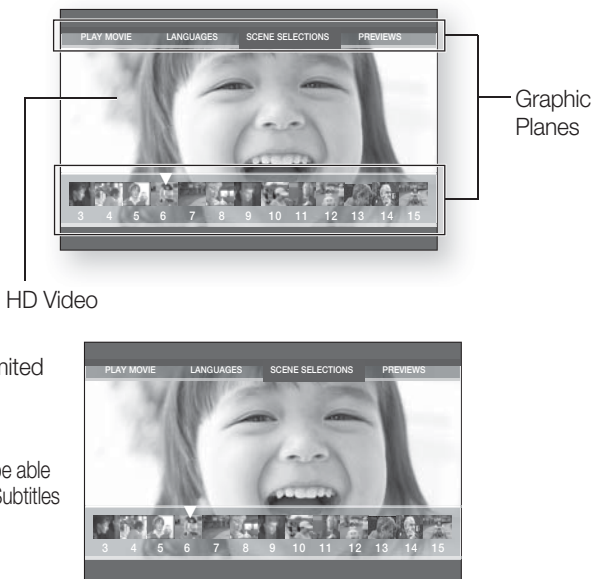 PLAY MOVIE LANGUAGES SCENE SELECTIONS PREVIEWS
Graphic
Planes
3 4 5 6 7 8 9 10 11 12 13 14 15
HD Video
mited
PLAY MOVIE LANGUAGES SCENE SELECTIONS PREVIEWS
be able
Subtitles
3 4 5 6 7 8 9 10 11 12 13 14 15